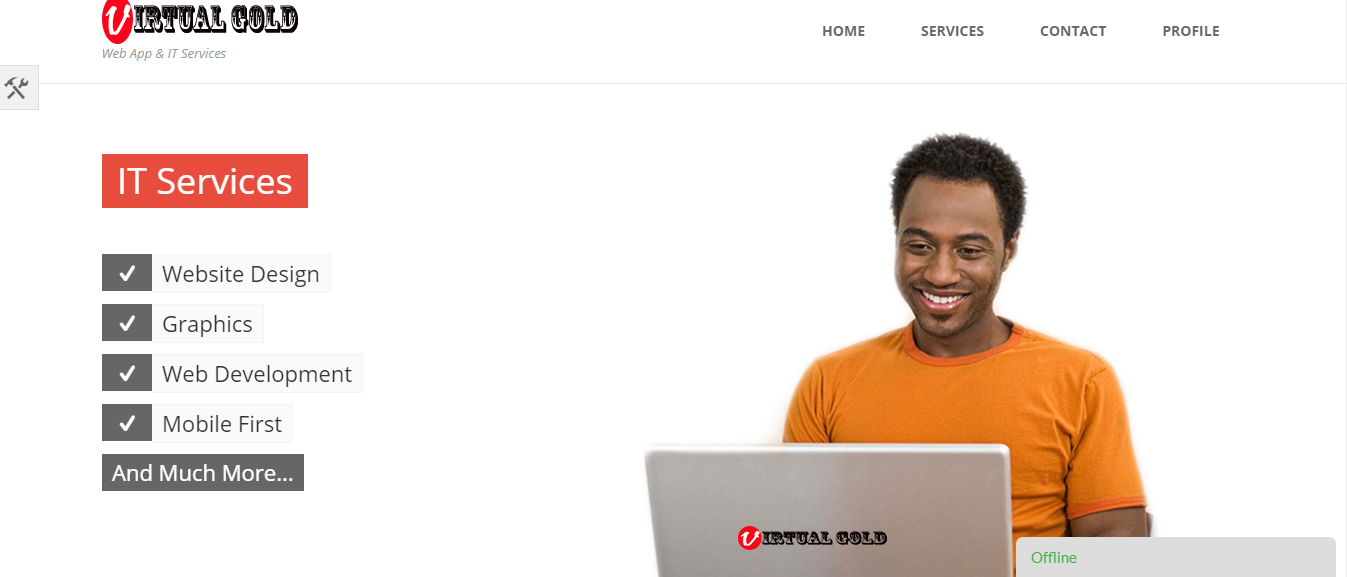 VIRTUAL GOLD
Web App & IT Services
HOME SERVICES CONTACT PROFILE
IT Services
Website Design
Graphics
Web Development
Mobile First
And Much More...
VIRTUAL GOLD
Offline